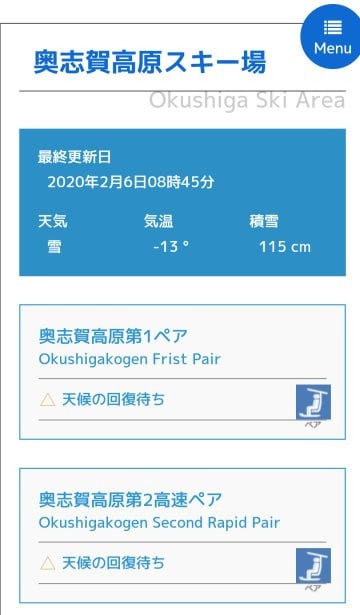 Menu
奥志賀高原スキー場
Okushiga Ski Area
最終更新日
2020年2月6日08時45分
天気 気温 積雪
雪 -13 ° 115 cm
奥志賀高原第1ペア
Okushigakogen Frist Pair
△ 天候の回復待ち
ペア
奥志賀高原第2高速ペア
Okushigakogen Second Rapid Pair
△ 天候の回復待ち
ペア